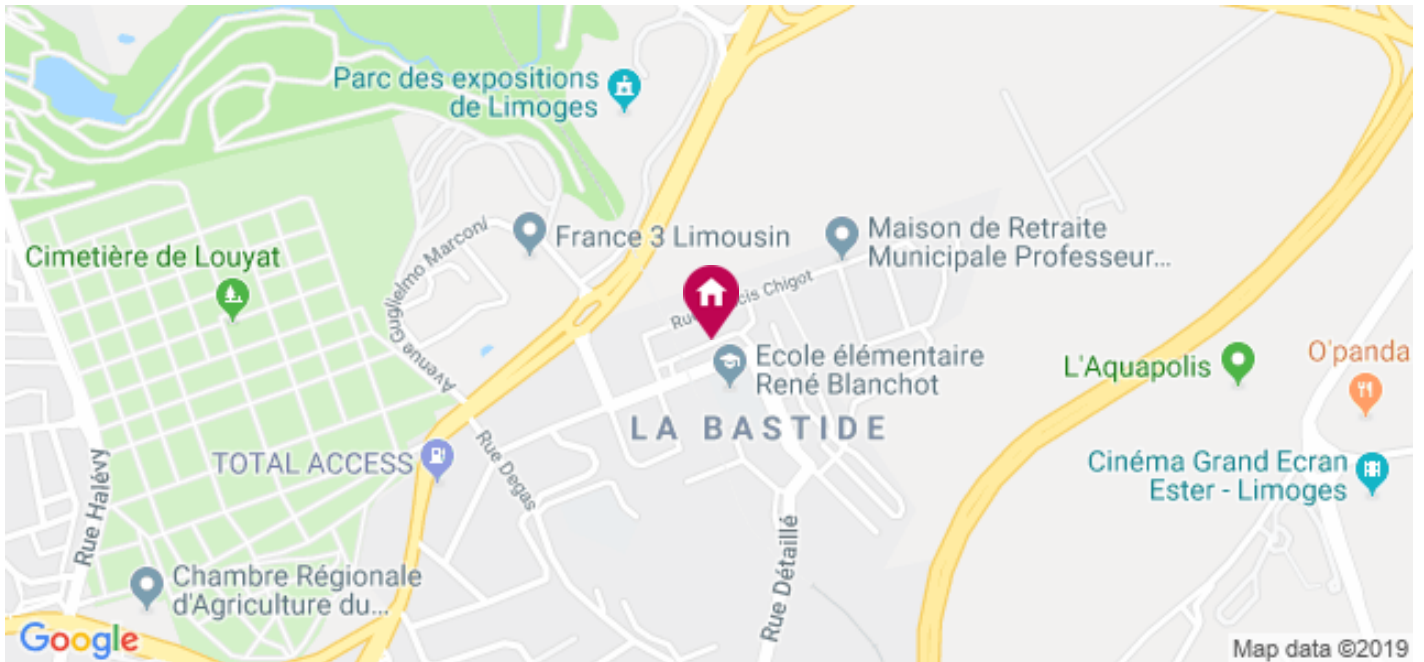 Parc des expositions
de Limoges
France 3 Limousin
Maison de Retraite
Municipale Professeur...
Cimetière de Louyat
Avenue Guglielmo Marconi
cis Chigot
Ecole élémentaire
René Blanchot
L'Aquapolis
O'panda
LA BASTIDE
TOTAL ACCESS
Rue Degas
Cinéma Grand Ecran
Ester - Limoges
Rue Halévy
Rue Détaillé
Chambre Régionale
d'Agriculture du...
Google
Map data ©2019